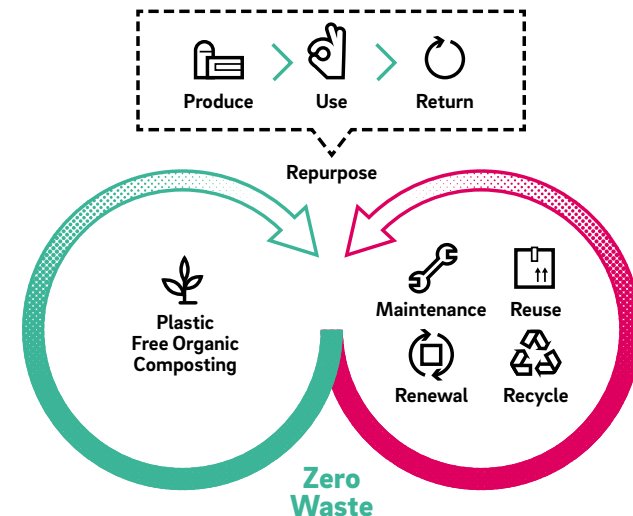 Produce
Use
Return
Repurpose
Plastic
Free Organic
Composting
Maintenance
Reuse
Renewal
Recycle
Zero
Waste